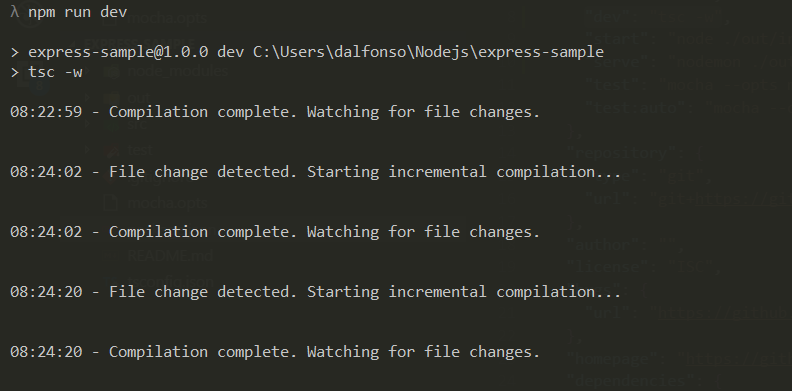 λ npm run dev
> express-sample@1.0.0 dev C:\Users\dalfonso\Nodejs\express-sample
> tsc -w
08:22:59 - Compilation complete. Watching for file changes.
08:24:02 - File change detected. Starting incremental compilation...
08:24:02 - Compilation complete. Watching for file changes.
08:24:20 - File change detected. Starting incremental compilation...
08:24:20 - Compilation complete. Watching for file changes.